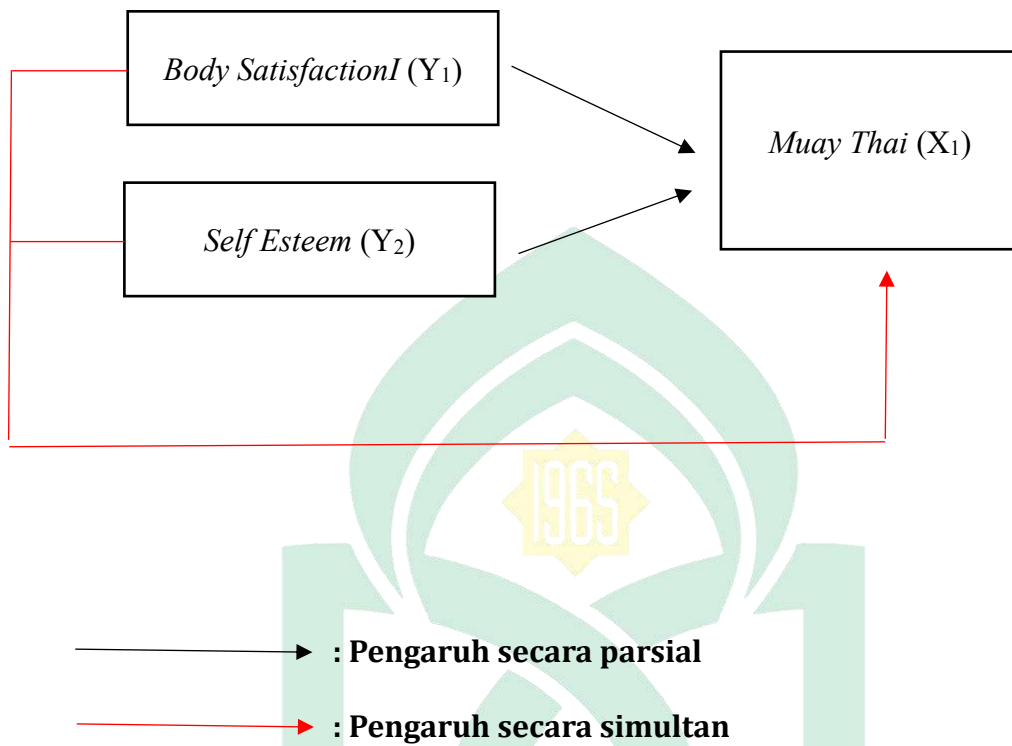 Body SatisfactionI (Y₁)
Muay Thai (X₁)
Self Esteem (Y₂)
1965
: Pengaruh secara parsial
: Pengaruh secara simultan